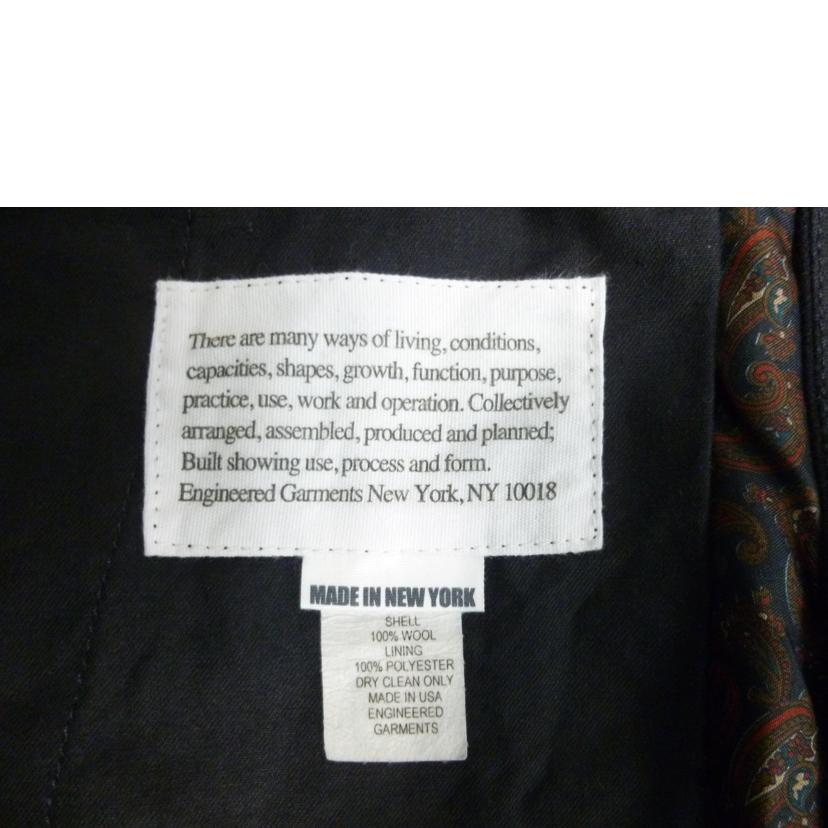 There are many ways of living, conditions,
capacities, shapes, growth, function, purpose,
practice, use, work and operation. Collectively
arranged, assembled, produced and planned;
Built showing use, process and form.
Engineered Garments New York, NY 10018
MADE IN NEW YORK
SHELL
100% WOOL
LINING
100% POLYESTER
DRY CLEAN ONLY
MADE IN USA
ENGINEERED
GARMENTS